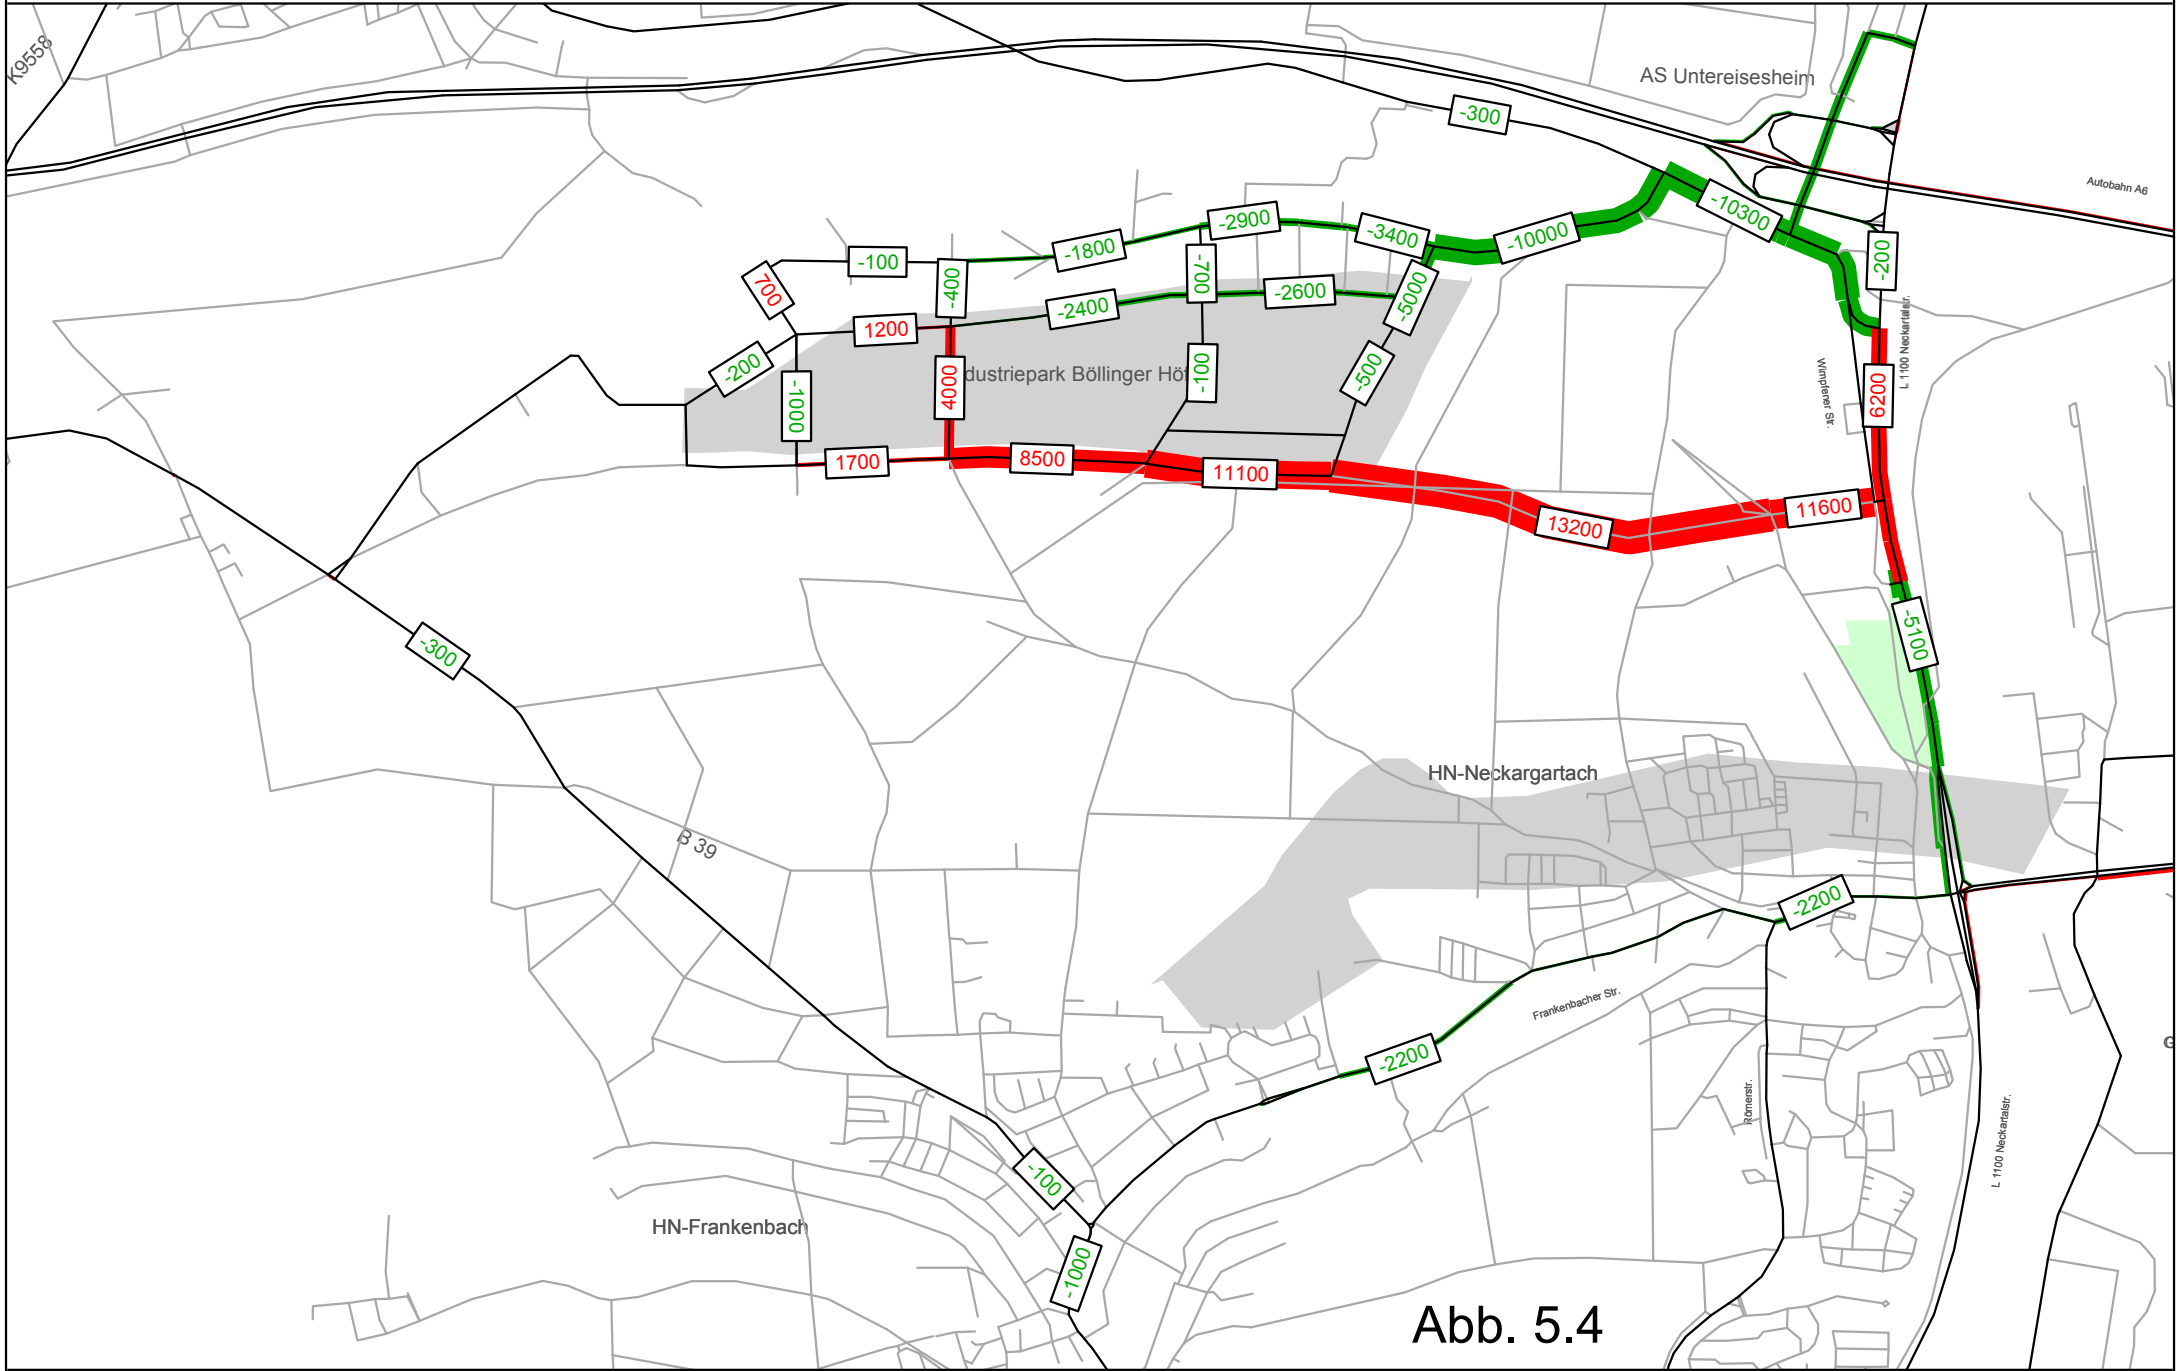 K9558
AS Untereisesheim
Autobahn A6
-300
-10300
-10000
-3400
-2900
-1800
-100
-400
-700
-200
700
1200
-2400
-2600
-5000
-200
-1000
4000
dustriepark Böllinger Höf
-100
-500
Wimpfener Str.
6200
L 1100 Neckartalstr.
1700
8500
11100
13200
11600
-5100
-300
HN-Neckargartach
B 39
-2200
Frankenbacher Str.
-2200
G
Römerstr.
L 1100 Neckartalstr.
-100
HN-Frankenbach
-1000
Abb. 5.4